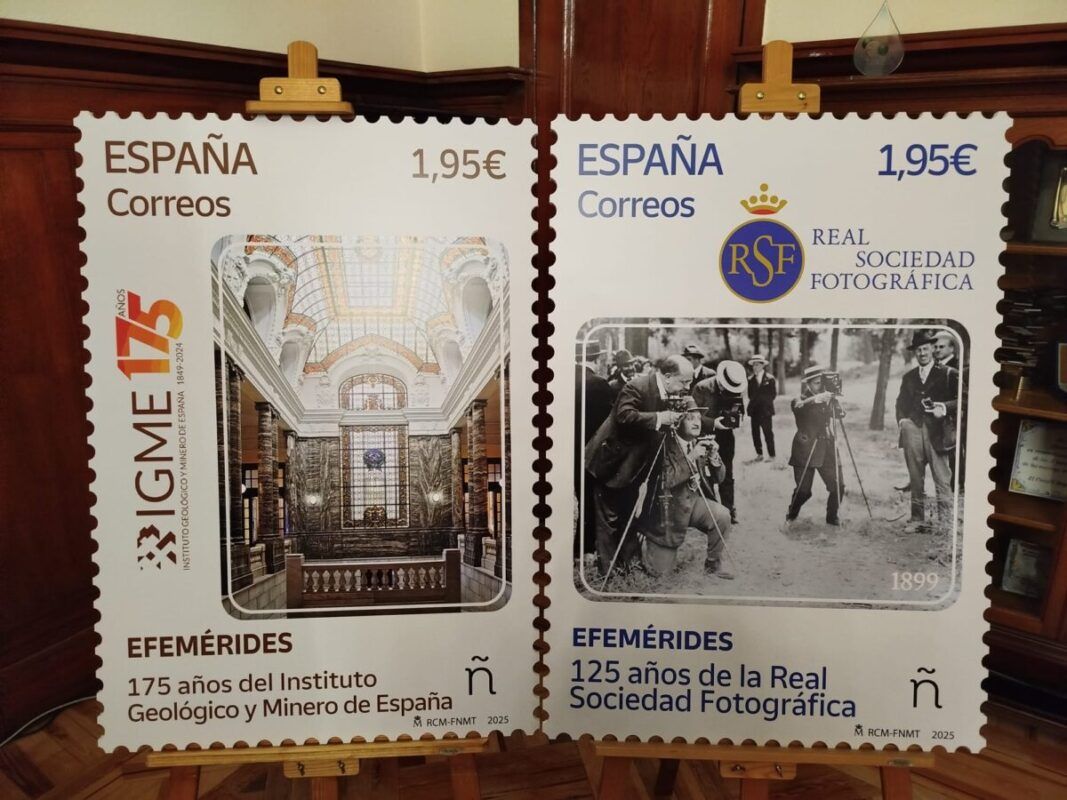 ESPAÑA
1,95€
Correos
175 AÑOS
IGME
INSTITUTO GEOLÓGICO Y MINERO DE ESPAÑA 1849-2024
EFEMÉRIDES
175 años del Instituto
Geológico y Minero de España
ñ
RCM-FNMT 2025
ESPAÑA
1,95€
Correos
RSF
REAL
SOCIEDAD
FOTOGRÁFICA
1899
EFEMÉRIDES
125 años de la Real
Sociedad Fotográfica
ñ
RCM-FNMT 2025